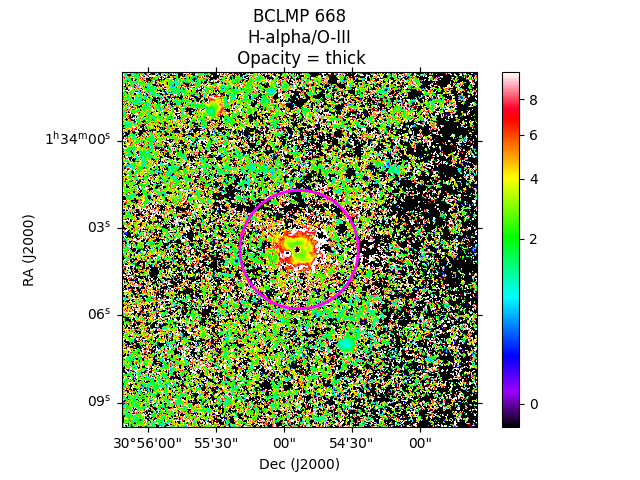 BCLMP 668
H-alpha/O-III
Opacity = thick
1ʰ34ᵐ00ˢ
03ˢ
06ˢ
09ˢ
RA (J2000)
30°56'00" 55'30" 00" 54'30" 00"
Dec (J2000)
8
6
4
2
0